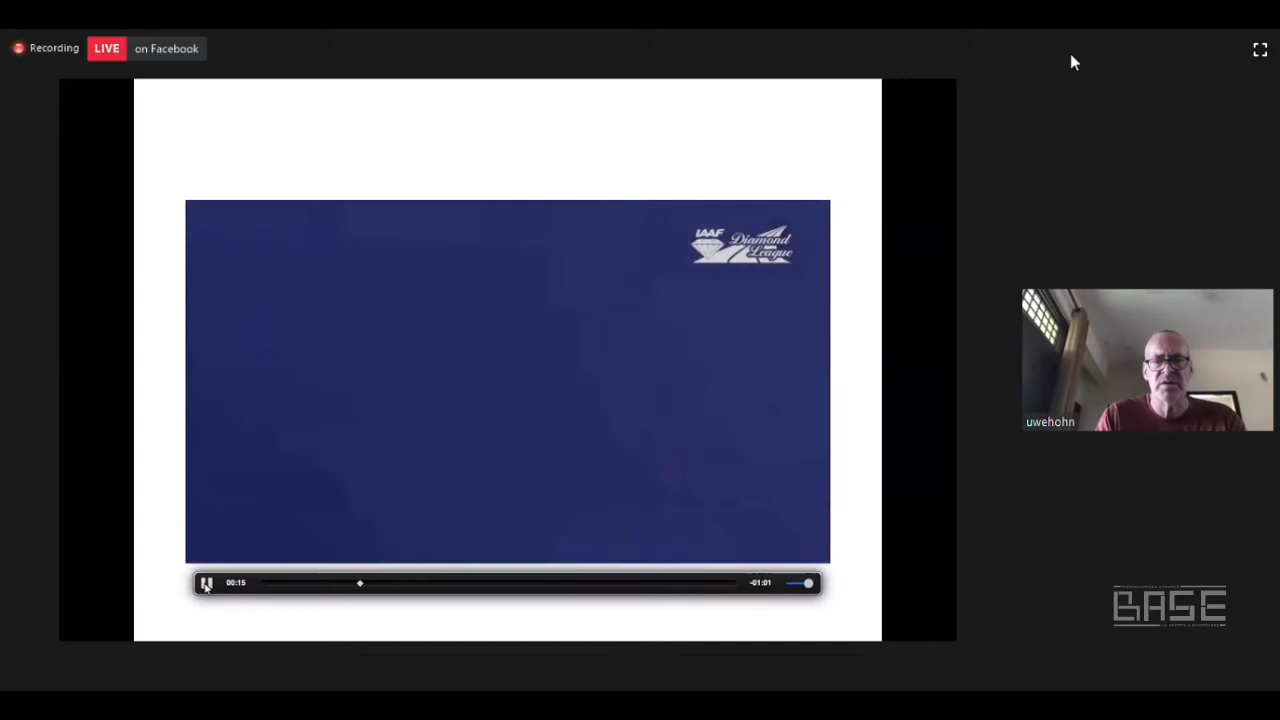 Recording
LIVE on Facebook
IAAF
Diamond
League
uwehohn
00:15
-01:01
BASE